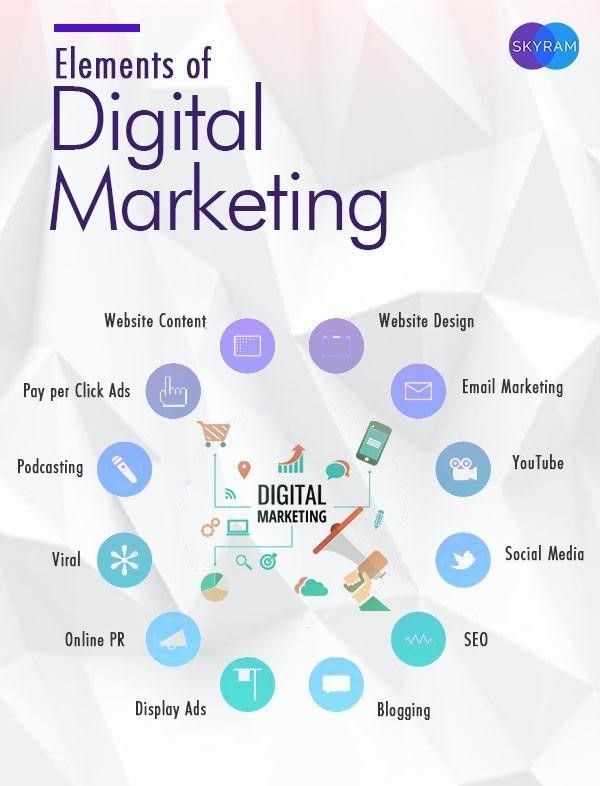 SKYRAM
Elements of
Digital
Marketing
Website Content
Website Design
Pay per Click Ads
Email Marketing
Podcasting
YouTube
DIGITAL
MARKETING
Viral
Social Media
Online PR
SEO
Display Ads
Blogging